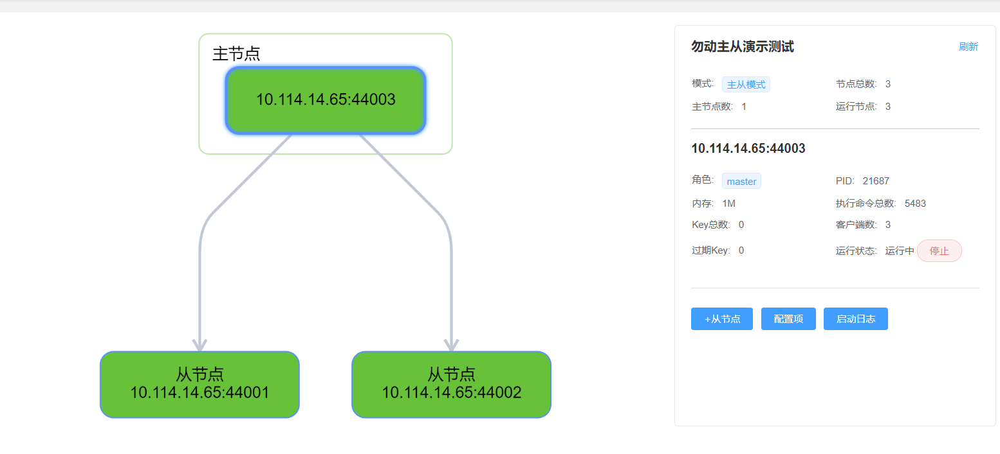 主节点
10.114.14.65:44003
从节点
10.114.14.65:44001
从节点
10.114.14.65:44002
勿动主从演示测试
刷新
模式: 主从模式
节点总数: 3
主节点数: 1
运行节点: 3
10.114.14.65:44003
角色: master
PID: 21687
内存: 1M
执行命令总数: 5483
Key总数: 0
客户端数: 3
过期Key: 0
运行状态: 运行中 停止
+从节点
配置项
启动日志